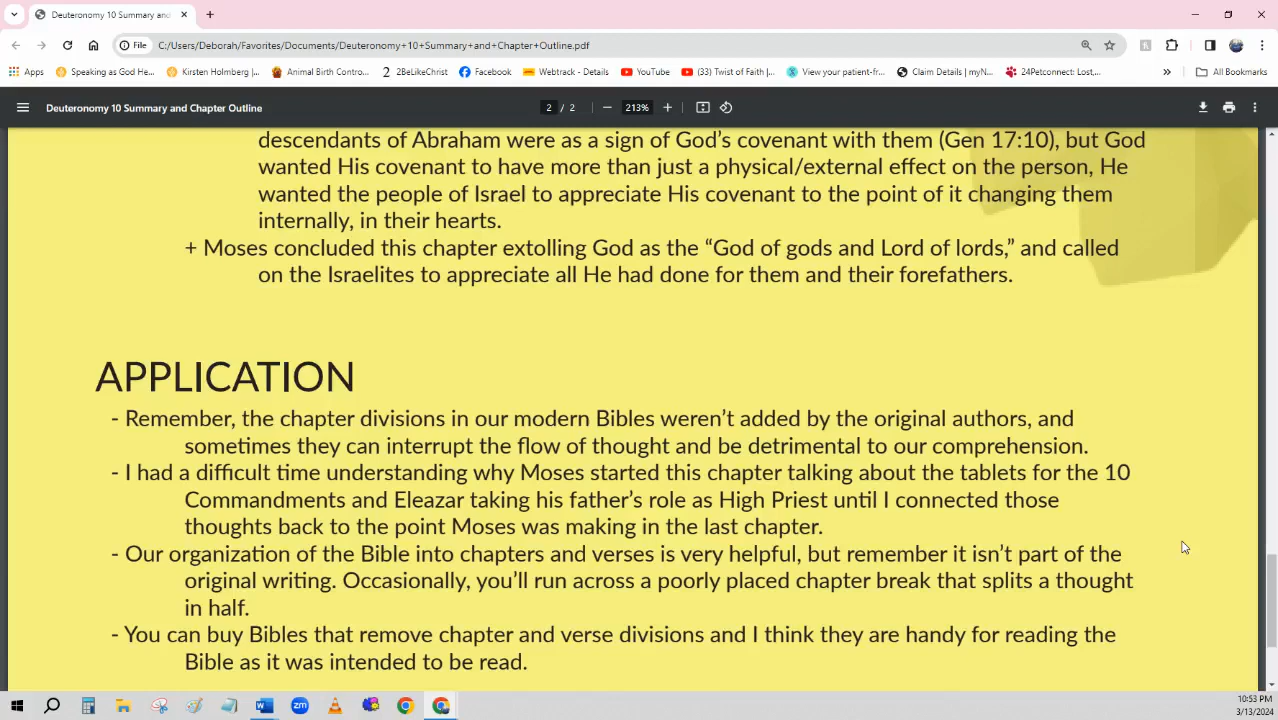 Deuteronomy 10 Summary and
File
C:/Users/Deborah/Favorites/Documents/Deuteronomy+10+Summary+and+Chapter+Outline.pdf
Apps
Speaking as God He...
Kirsten Holmberg |...
Animal Birth Contro...
2 2BeLikeChrist
Facebook
Webtrack - Details
YouTube
(33) Twist of Faith |...
View your patient-fr...
Claim Details | myN...
24Petconnect: Lost,...
»
All Bookmarks
Deuteronomy 10 Summary and Chapter Outline
2 / 2
213%
descendants of Abraham were as a sign of God’s covenant with them (Gen 17:10), but God
wanted His covenant to have more than just a physical/external effect on the person, He
wanted the people of Israel to appreciate His covenant to the point of it changing them
internally, in their hearts.
+ Moses concluded this chapter extolling God as the “God of gods and Lord of lords,” and called
on the Israelites to appreciate all He had done for them and their forefathers.
APPLICATION
- Remember, the chapter divisions in our modern Bibles weren’t added by the original authors, and
sometimes they can interrupt the flow of thought and be detrimental to our comprehension.
- I had a difficult time understanding why Moses started this chapter talking about the tablets for the 10
Commandments and Eleazar taking his father’s role as High Priest until I connected those
thoughts back to the point Moses was making in the last chapter.
- Our organization of the Bible into chapters and verses is very helpful, but remember it isn’t part of the
original writing. Occasionally, you’ll run across a poorly placed chapter break that splits a thought
in half.
- You can buy Bibles that remove chapter and verse divisions and I think they are handy for reading the
Bible as it was intended to be read.
zm
10:53 PM
3/13/2024